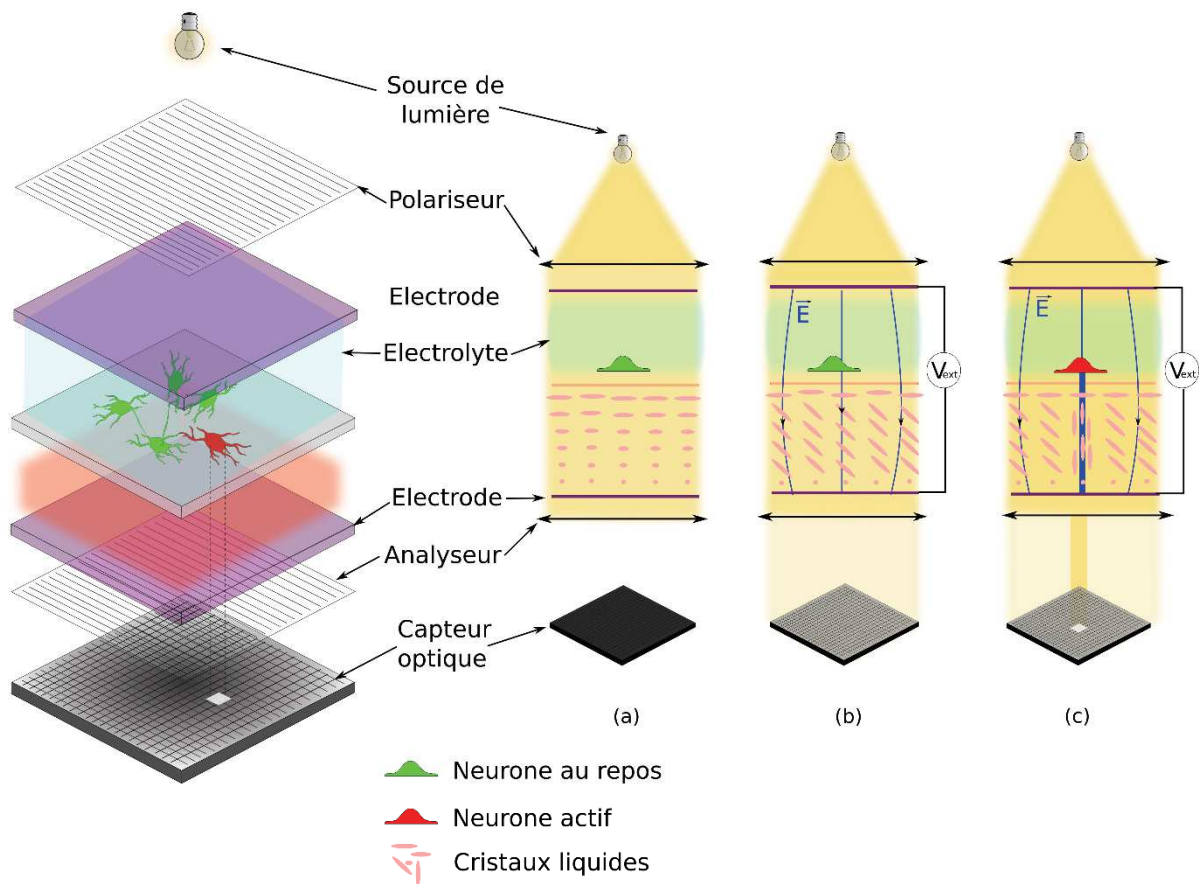 Source de
lumière
Polariseur
Electrode
Electrolyte
Electrode
Analyseur
Capteur
optique
E
Vext
E
Vext
(a)
(b)
(c)
Neurone au repos
Neurone actif
Cristaux liquides